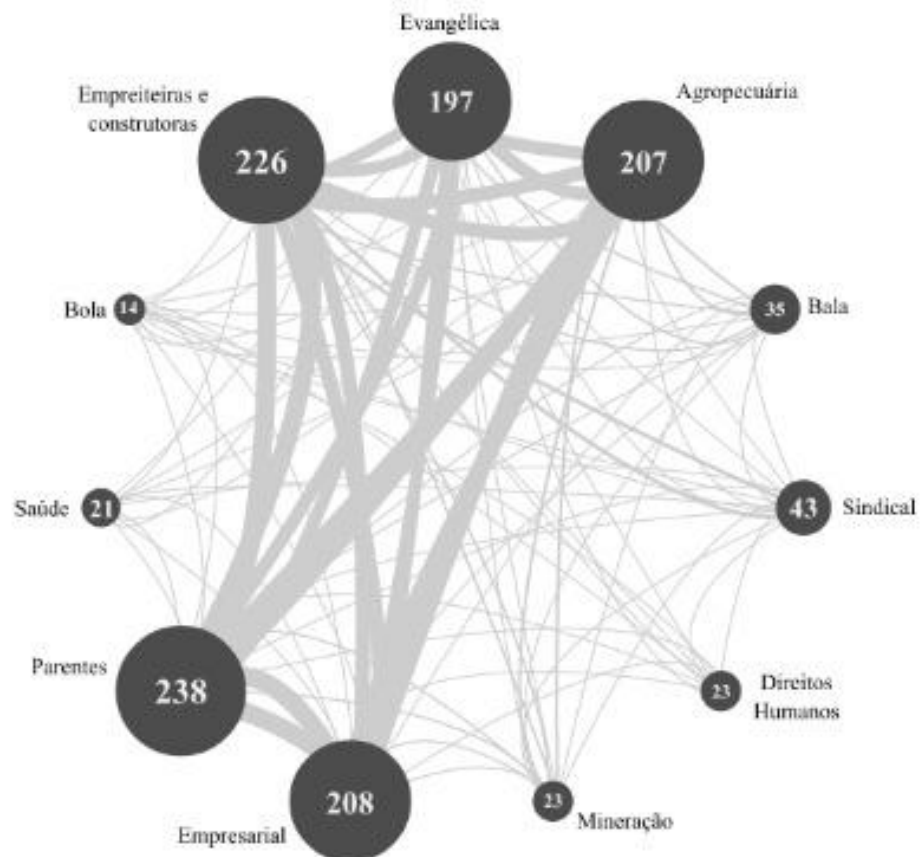 Evangélica
197
Empreiteiras e
construtoras
226
Agropecuária
207
Bola
14
35
Bala
Saúde
21
43
Sindical
Parentes
238
23
Direitos
Humanos
208
Empresarial
23
Mineração